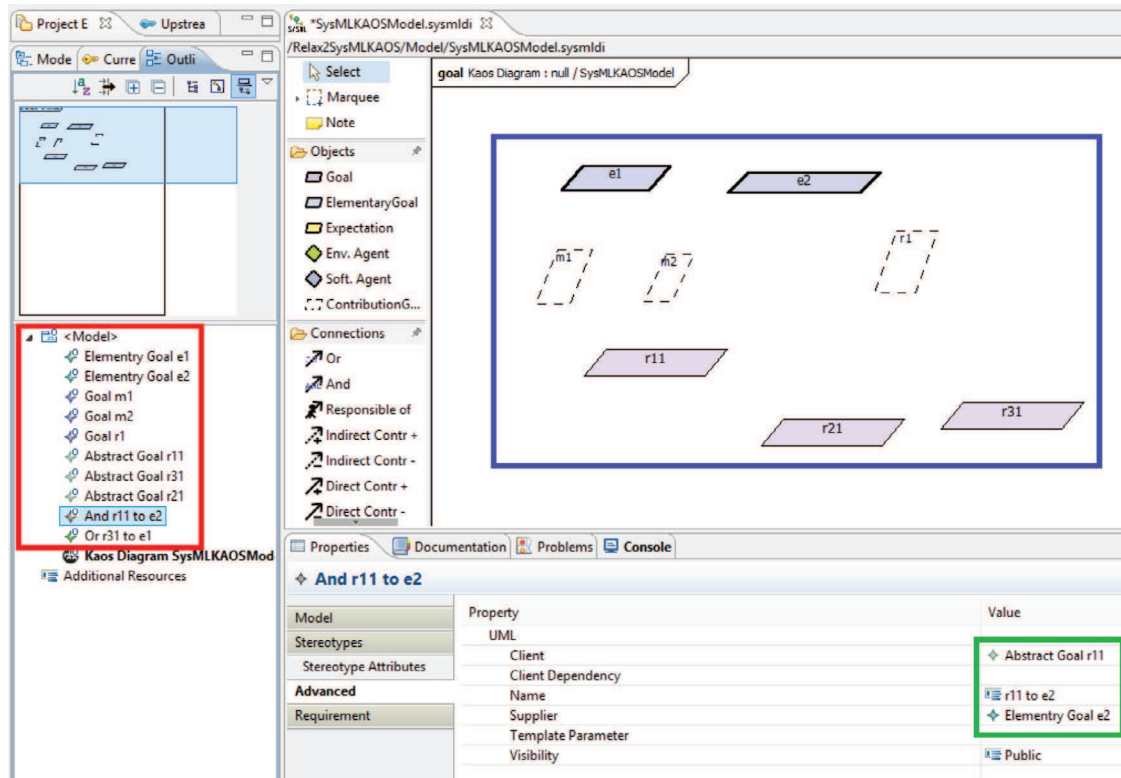 Project E
Upstrea
Mode
Curre
Outli
<Model>
Elementry Goal e1
Elementry Goal e2
Goal m1
Goal m2
Goal r1
Abstract Goal r11
Abstract Goal r31
Abstract Goal r21
And r11 to e2
Or r31 to e1
Kaos Diagram SysMLKAOSMod
Additional Resources
*SysMLKAOSModel.sysmldi
/Relax2SysMLKAOS/Model/SysMLKAOSModel.sysmldi
Select
Marquee
Note
Objects
Goal
ElementaryGoal
Expectation
Env. Agent
Soft. Agent
ContributionG...
Connections
Or
And
Responsible of
Indirect Contr +
Indirect Contr -
Direct Contr +
Direct Contr -
goal Kaos Diagram : null / SysMLKAOSModel
e1
e2
m1
m2
r1
r11
r21
r31
Properties
Documentation
Problems
Console
And r11 to e2
Model
Stereotypes
Stereotype Attributes
Advanced
Requirement
Property Value
UML
Client Abstract Goal r11
Client Dependency
Name r11 to e2
Supplier Elementry Goal e2
Template Parameter
Visibility Public